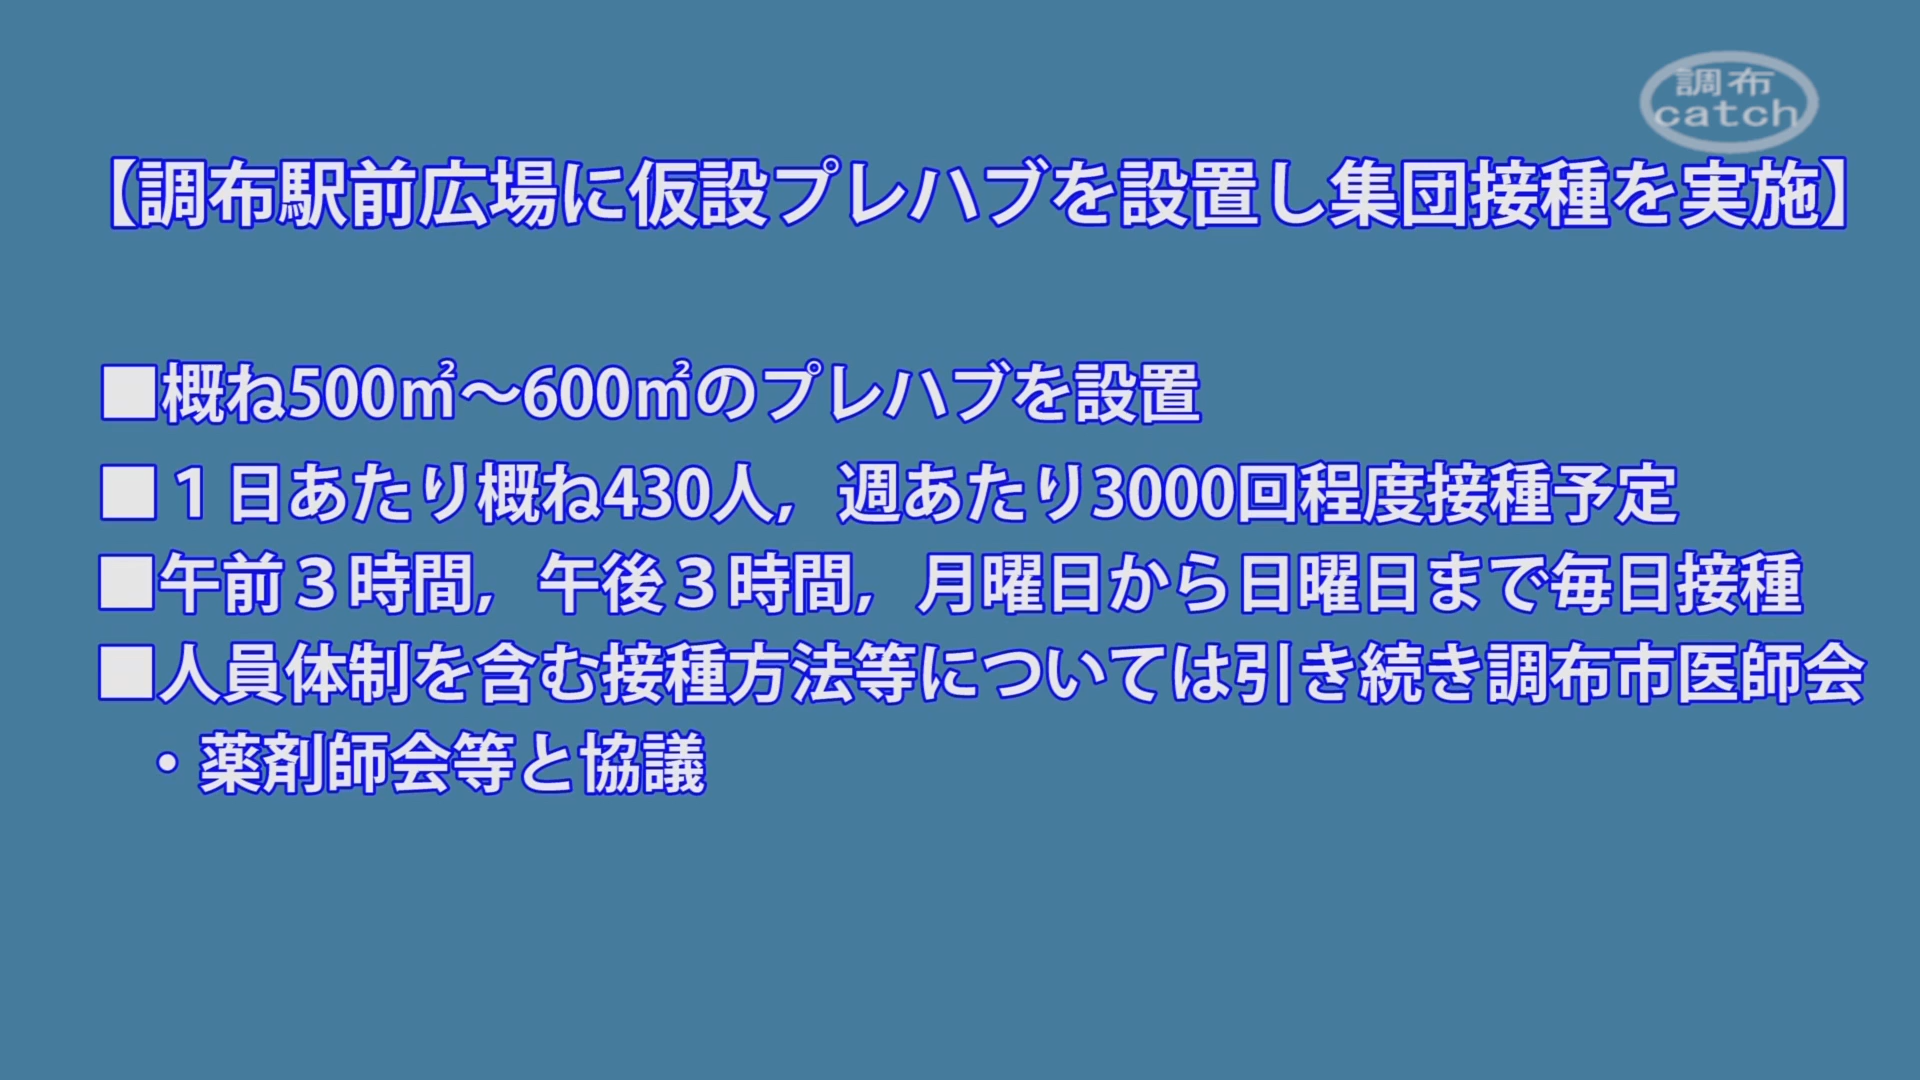 調布
catch
【調布駅前広場に仮設プレハブを設置し集団接種を実施】
■概ね500㎡～600㎡のプレハブを設置
■１日あたり概ね430人，週あたり3000回程度接種予定
■午前３時間，午後３時間，月曜日から日曜日まで毎日接種
■人員体制を含む接種方法等については引き続き調布市医師会
・薬剤師会等と協議